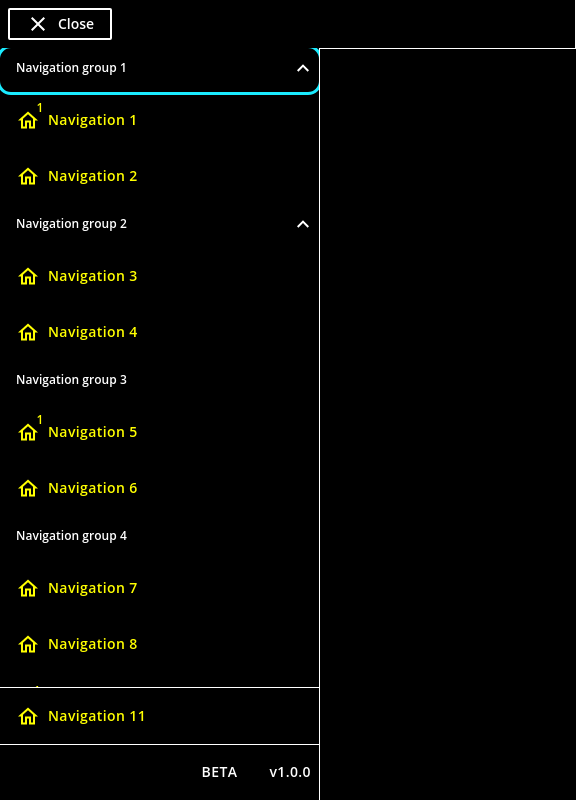 Close
Navigation group 1
1
Navigation 1
Navigation 2
Navigation group 2
Navigation 3
Navigation 4
Navigation group 3
1
Navigation 5
Navigation 6
Navigation group 4
Navigation 7
Navigation 8
Navigation 11
BETA v1.0.0